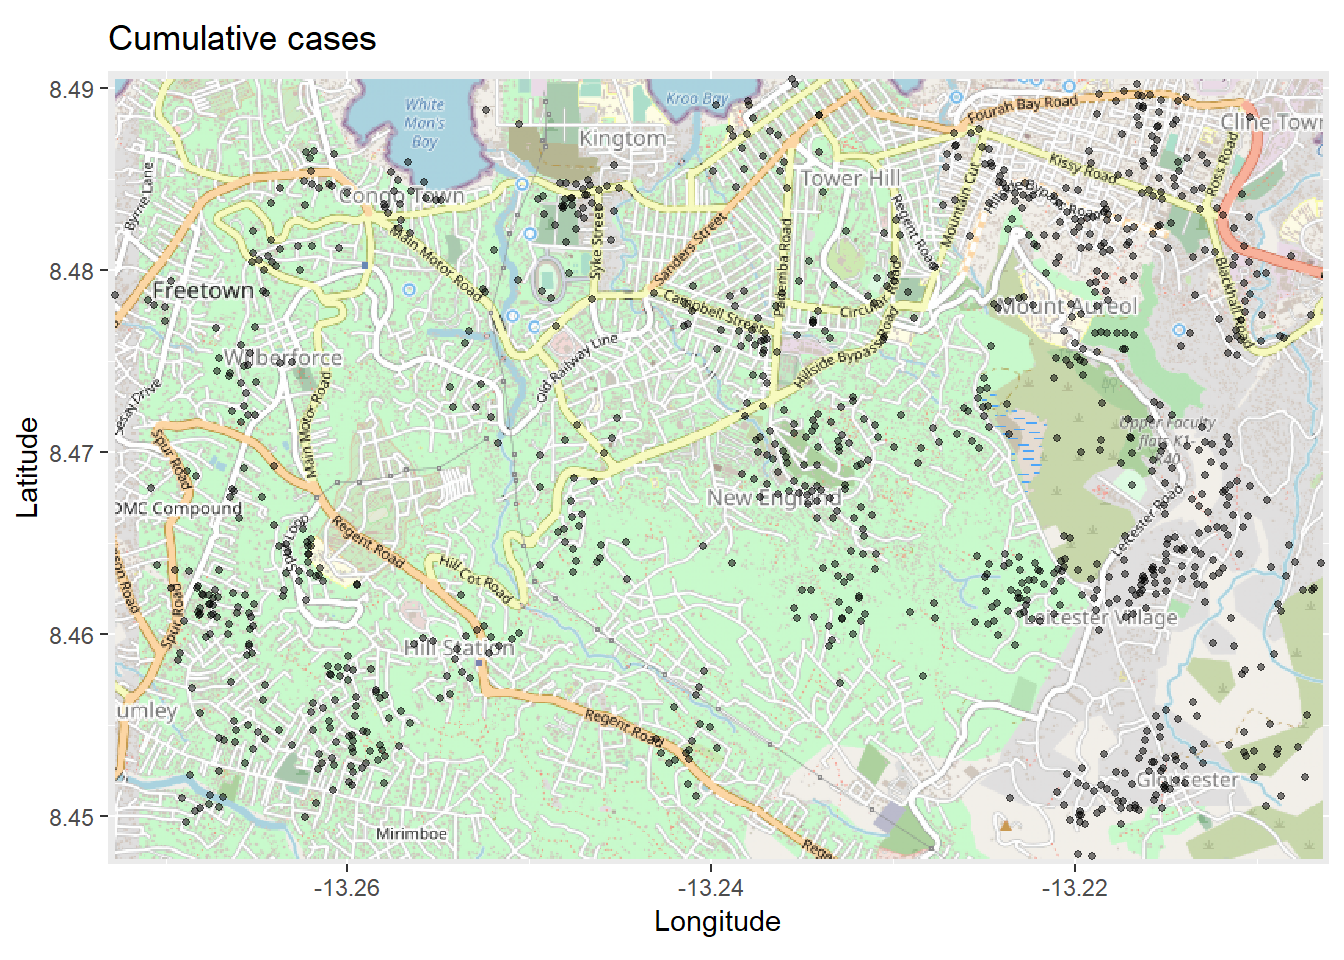 Cumulative cases
8.49
8.48
8.47
8.46
8.45
Latitude
White
Man's
Bay
Kroo Bay
Kingtom
Fourah Bay Road
Cline Town
Byrne Lane
Congo Town
Tower Hill
Kissy Road
Ross Road
Mountain Cut
Regent Road
Main Motor Road
Syke Street
Sanders Street
Pademba Road
Freetown
Campbell Street
Circular Road
Mount Aureol
Blackhall Road
Wilberforce
Old Railway Line
Hillside Bypass Road
Main Motor Road
Upper Faculty
flats K1-
K40
Spur Road
New England
OMC Compound
Spur Loop
Regent Road
Leicester Road
Hill Cot Road
Spur Road
Leicester Village
Hill Station
umley
Regent Road
Gloucester
Mirimboe
Rege
-13.26
-13.24
-13.22
Longitude